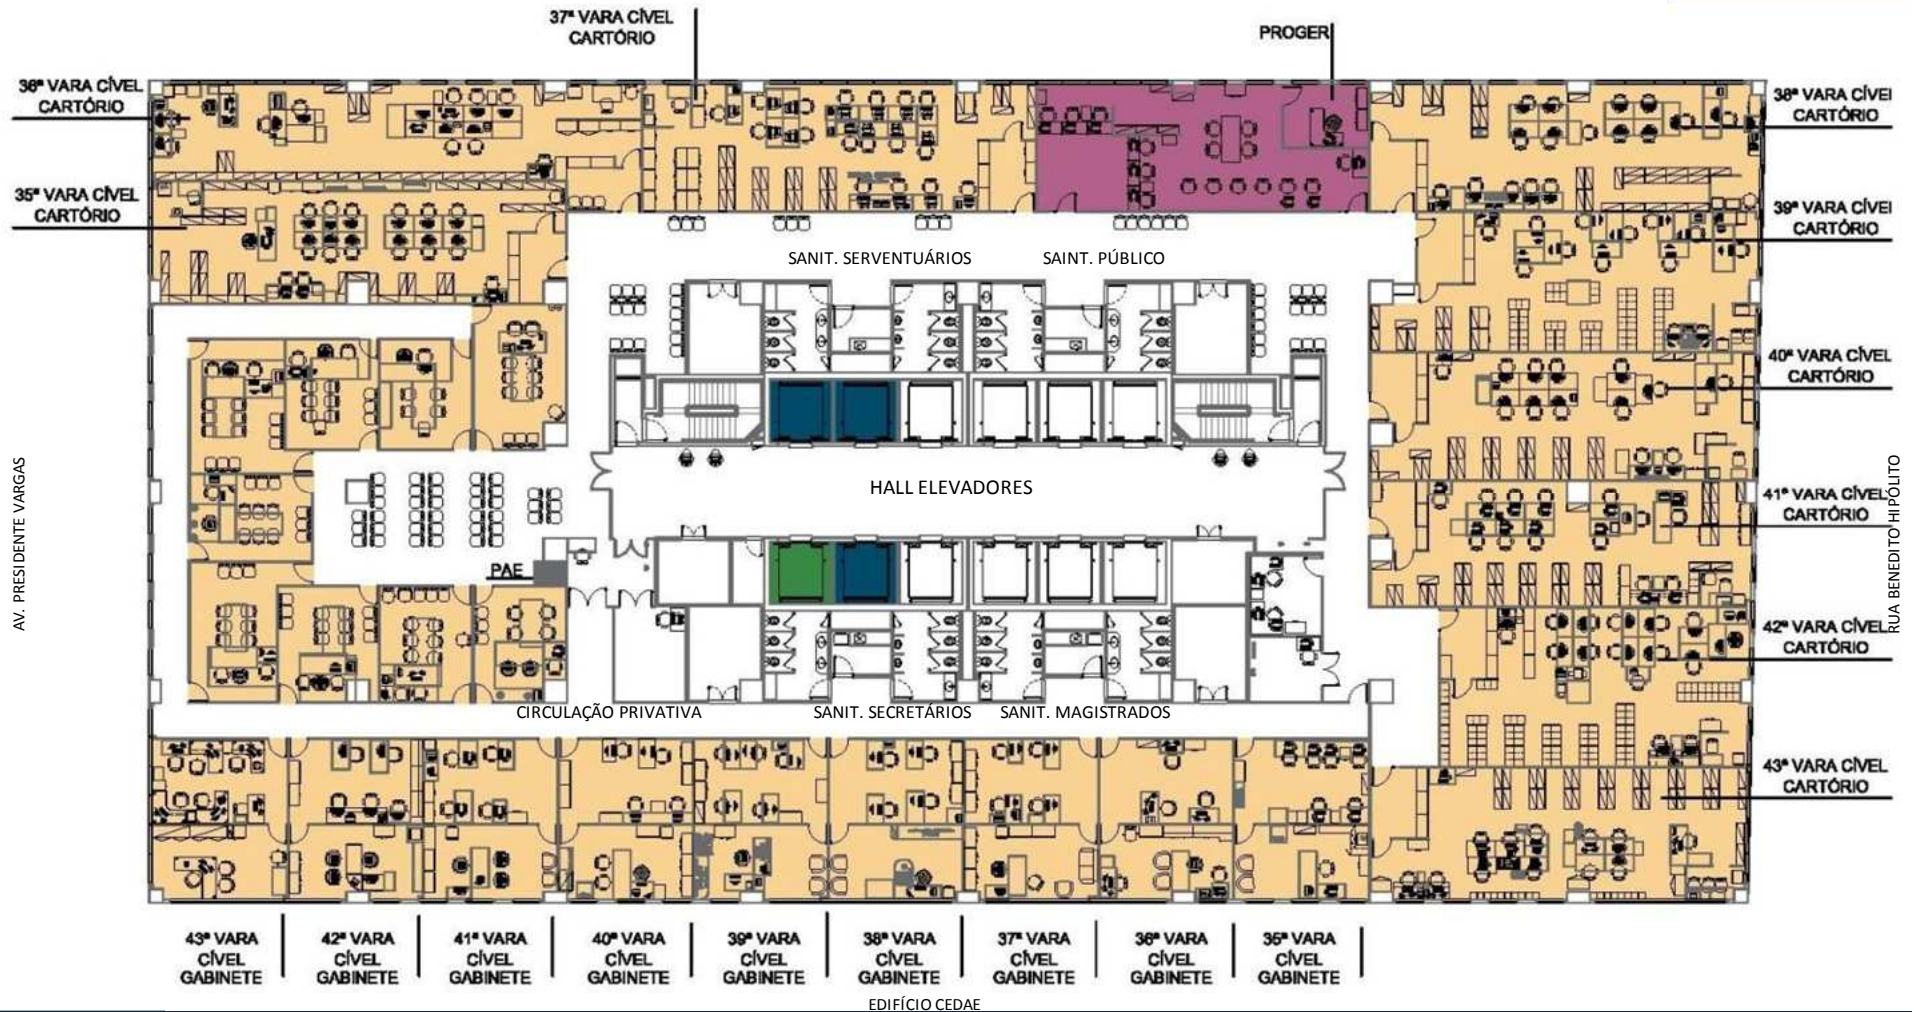 37ª VARA CÍVEL
CARTÓRIO
PROGER
36ª VARA CÍVEL
CARTÓRIO
38ª VARA CÍVEl
CARTÓRIO
35ª VARA CÍVEL
CARTÓRIO
39ª VARA CÍVEl
CARTÓRIO
SANIT. SERVENTUÁRIOS
SAINT. PÚBLICO
40ª VARA CÍVEL
CARTÓRIO
AV. PRESIDENTE VARGAS
HALL ELEVADORES
41ª VARA CÍVEL
CARTÓRIO
RUA BENEDITO HIPÓLITO
PAE
42ª VARA CÍVEL
CARTÓRIO
CIRCULAÇÃO PRIVATIVA
SANIT. SECRETÁRIOS
SANIT. MAGISTRADOS
43ª VARA CÍVEL
CARTÓRIO
43ª VARA
CÍVEL
GABINETE
42ª VARA
CÍVEL
GABINETE
41ª VARA
CÍVEL
GABINETE
40ª VARA
CÍVEL
GABINETE
39ª VARA
CÍVEL
GABINETE
38ª VARA
CÍVEL
GABINETE
37ª VARA
CÍVEL
GABINETE
36ª VARA
CÍVEL
GABINETE
35ª VARA
CÍVEL
GABINETE
EDIFÍCIO CEDAE